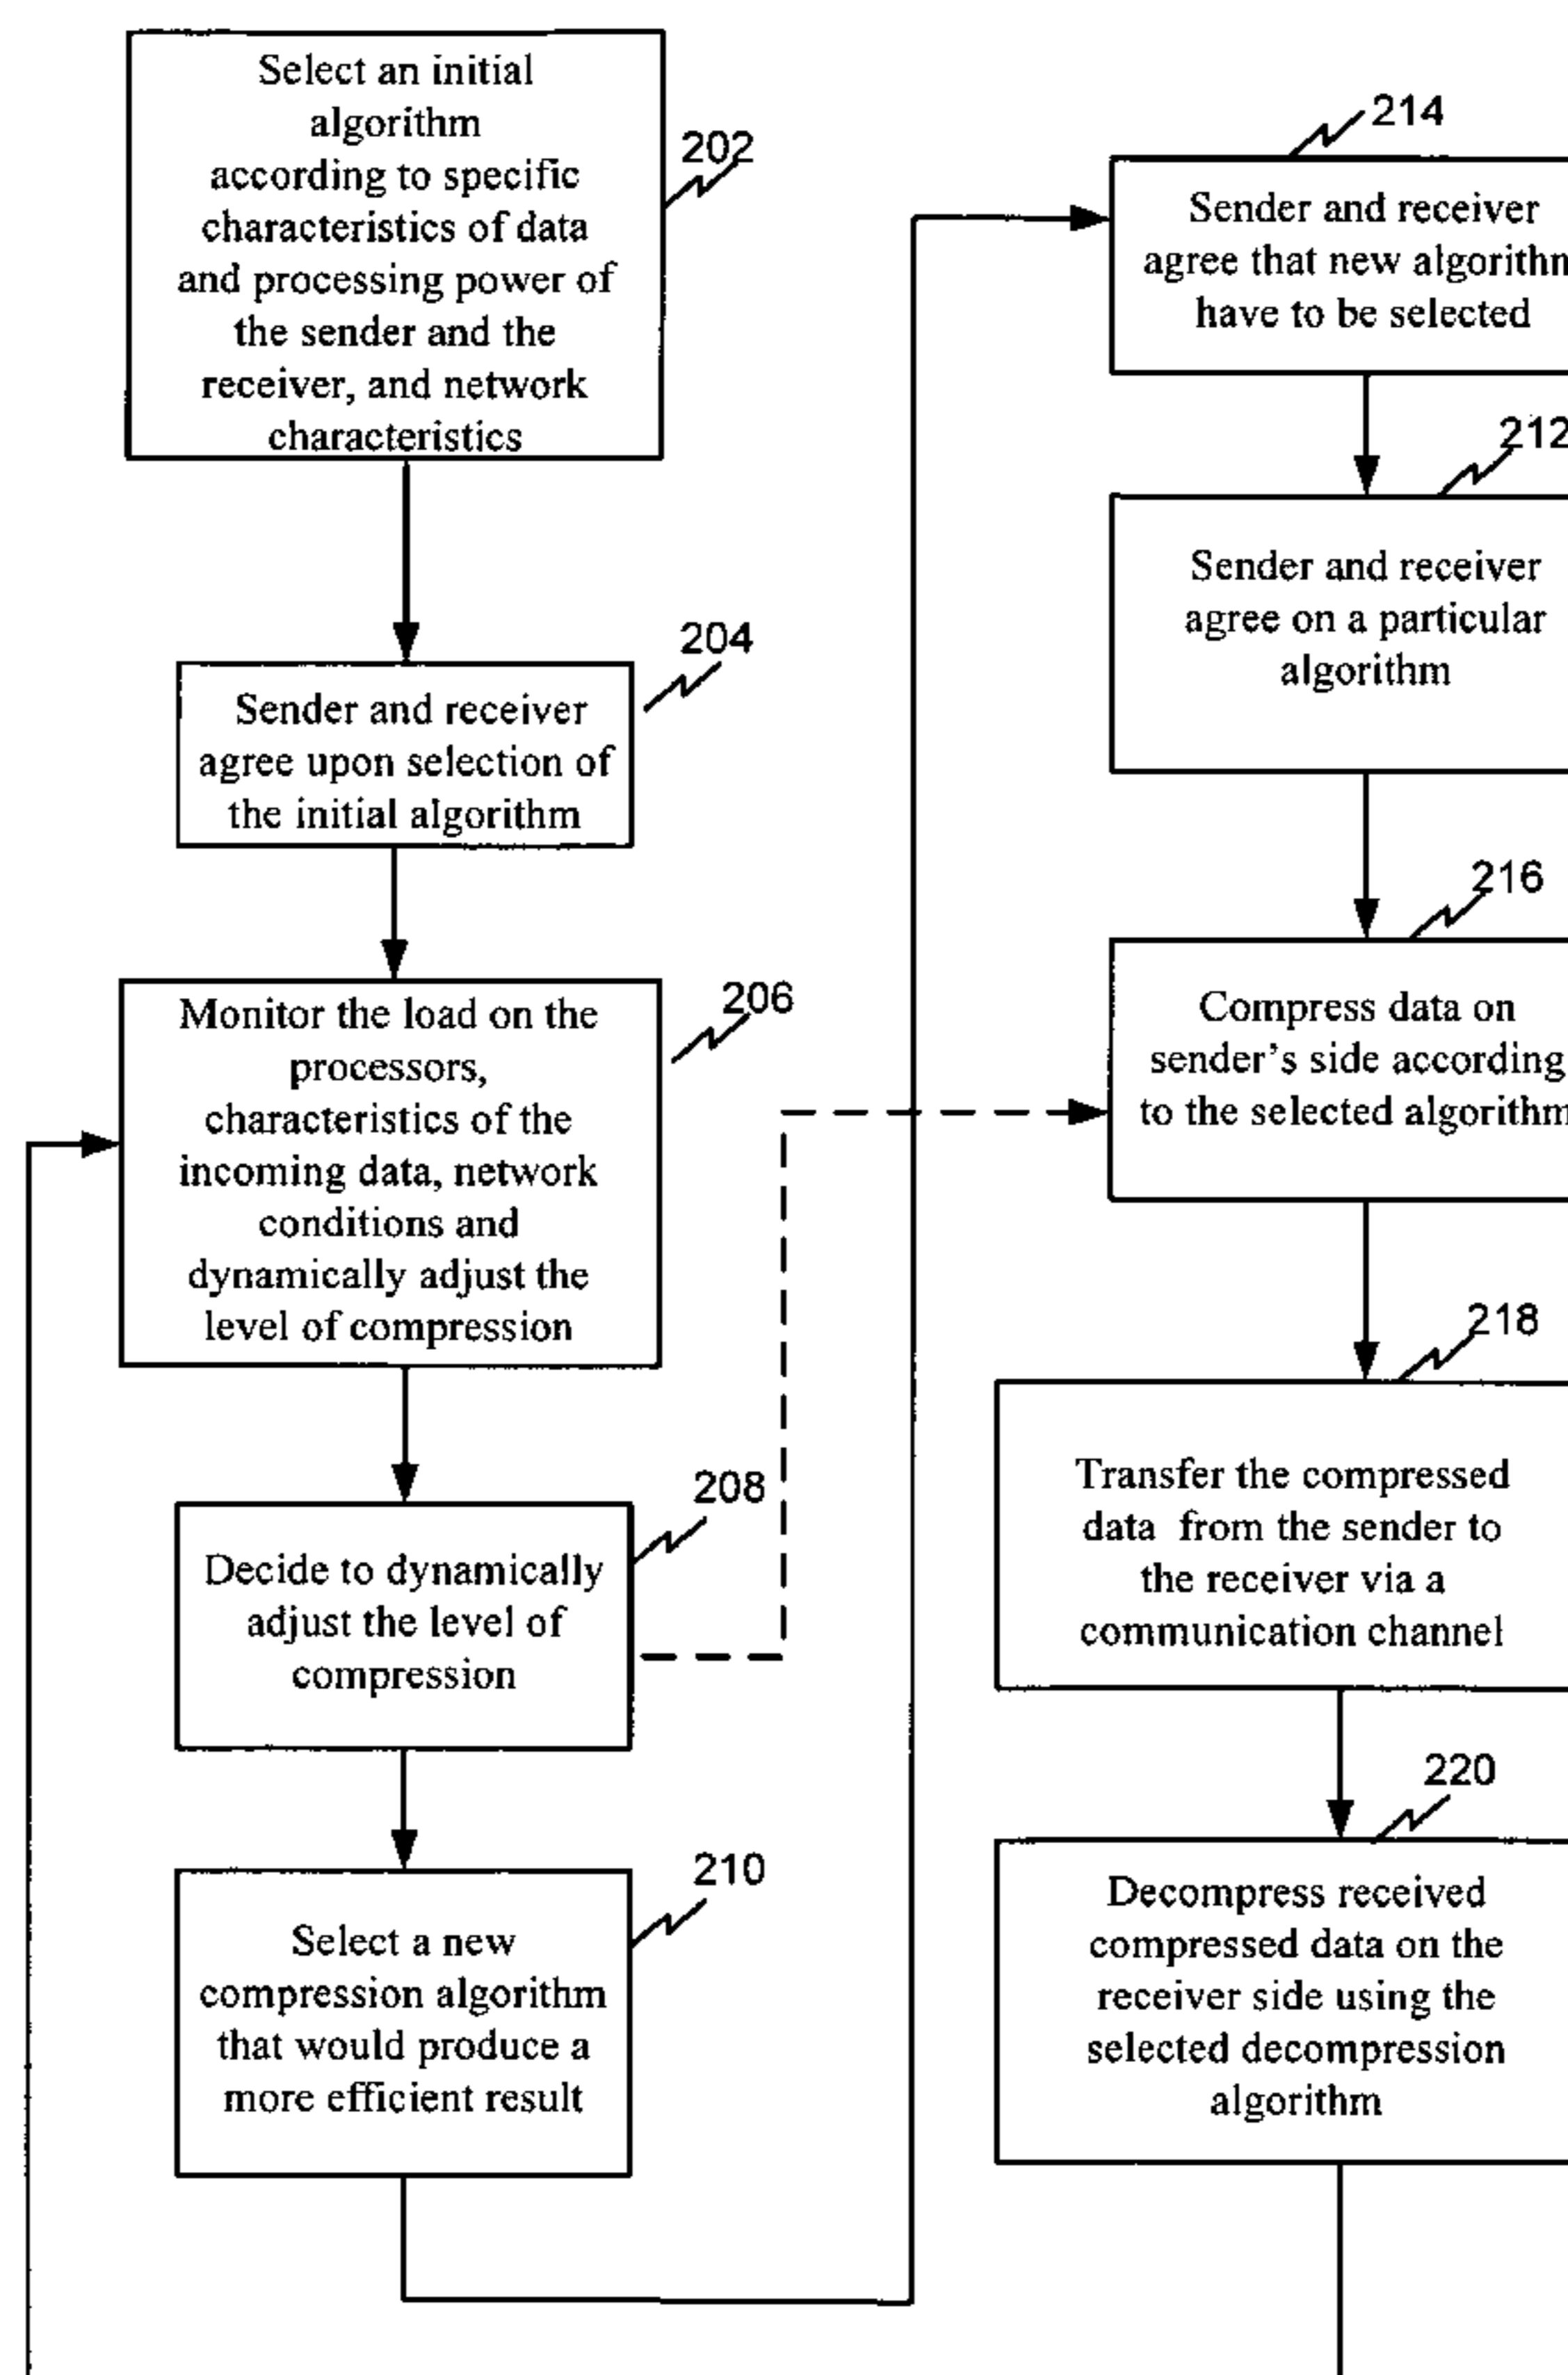 Select an initial
algorithm
according to specific
characteristics of data
and processing power of
the sender and the
receiver, and network
characteristics
202
Sender and receiver
agree upon selection of
the initial algorithm
204
Monitor the load on the
processors,
characteristics of the
incoming data, network
conditions and
dynamically adjust the
level of compression
206
Decide to dynamically
adjust the level of
compression
208
Select a new
compression algorithm
that would produce a
more efficient result
210
214
Sender and receiver
agree that new algorithm
have to be selected
212
Sender and receiver
agree on a particular
algorithm
216
Compress data on
sender's side according
to the selected algorithm
218
Transfer the compressed
data from the sender to
the receiver via a
communication channel
220
Decompress received
compressed data on the
receiver side using the
selected decompression
algorithm